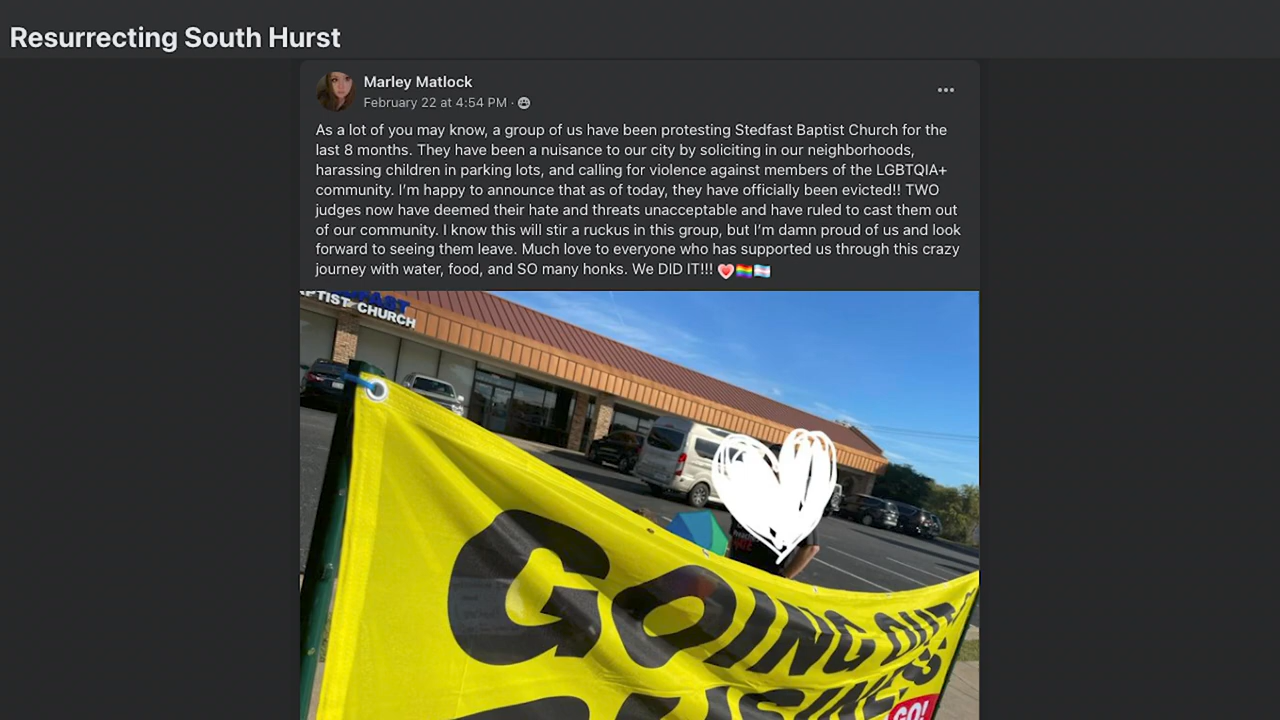 Resurrecting South Hurst
Marley Matlock
February 22 at 4:54 PM ·
As a lot of you may know, a group of us have been protesting Stedfast Baptist Church for the
last 8 months. They have been a nuisance to our city by soliciting in our neighborhoods,
harassing children in parking lots, and calling for violence against members of the LGBTQIA+
community. I’m happy to announce that as of today, they have officially been evicted!! TWO
judges now have deemed their hate and threats unacceptable and have ruled to cast them out
of our community. I know this will stir a ruckus in this group, but I’m damn proud of us and look
forward to seeing them leave. Much love to everyone who has supported us through this crazy
journey with water, food, and SO many honks. We DID IT!!! ❤️🏳️‍🌈🏳️‍⚧️
CHURCH
GOING OUT
GO!